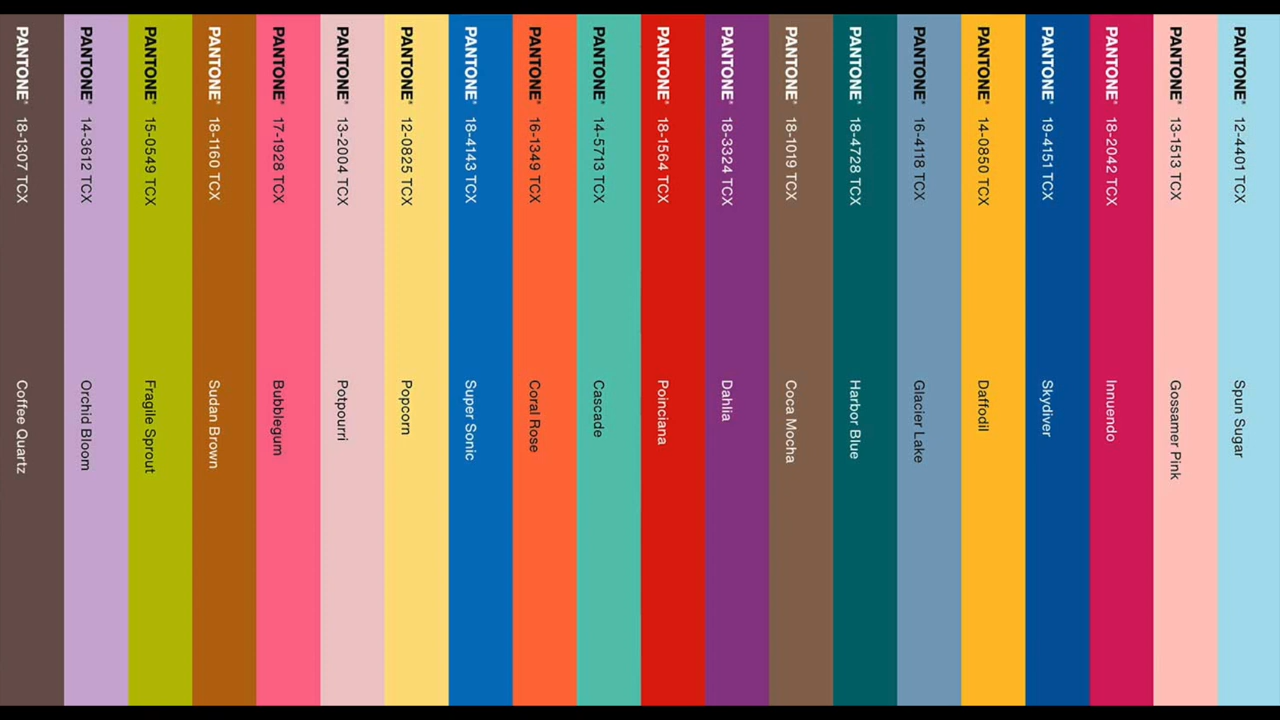 PANTONE® 18-1307 TCX Coffee Quartz
PANTONE® 14-3612 TCX Orchid Bloom
PANTONE® 15-0549 TCX Fragile Sprout
PANTONE® 18-1160 TCX Sudan Brown
PANTONE® 17-1928 TCX Bubblegum
PANTONE® 13-2004 TCX Potpourri
PANTONE® 12-0825 TCX Popcorn
PANTONE® 18-4143 TCX Super Sonic
PANTONE® 16-1349 TCX Coral Rose
PANTONE® 14-5713 TCX Cascade
PANTONE® 18-1564 TCX Poinciana
PANTONE® 18-3324 TCX Dahlia
PANTONE® 18-1019 TCX Coca Mocha
PANTONE® 18-4728 TCX Harbor Blue
PANTONE® 16-4118 TCX Glacier Lake
PANTONE® 14-0850 TCX Daffodil
PANTONE® 19-4151 TCX Skydiver
PANTONE® 18-2042 TCX Innuendo
PANTONE® 13-1513 TCX Gossamer Pink
PANTONE® 12-4401 TCX Spun Sugar